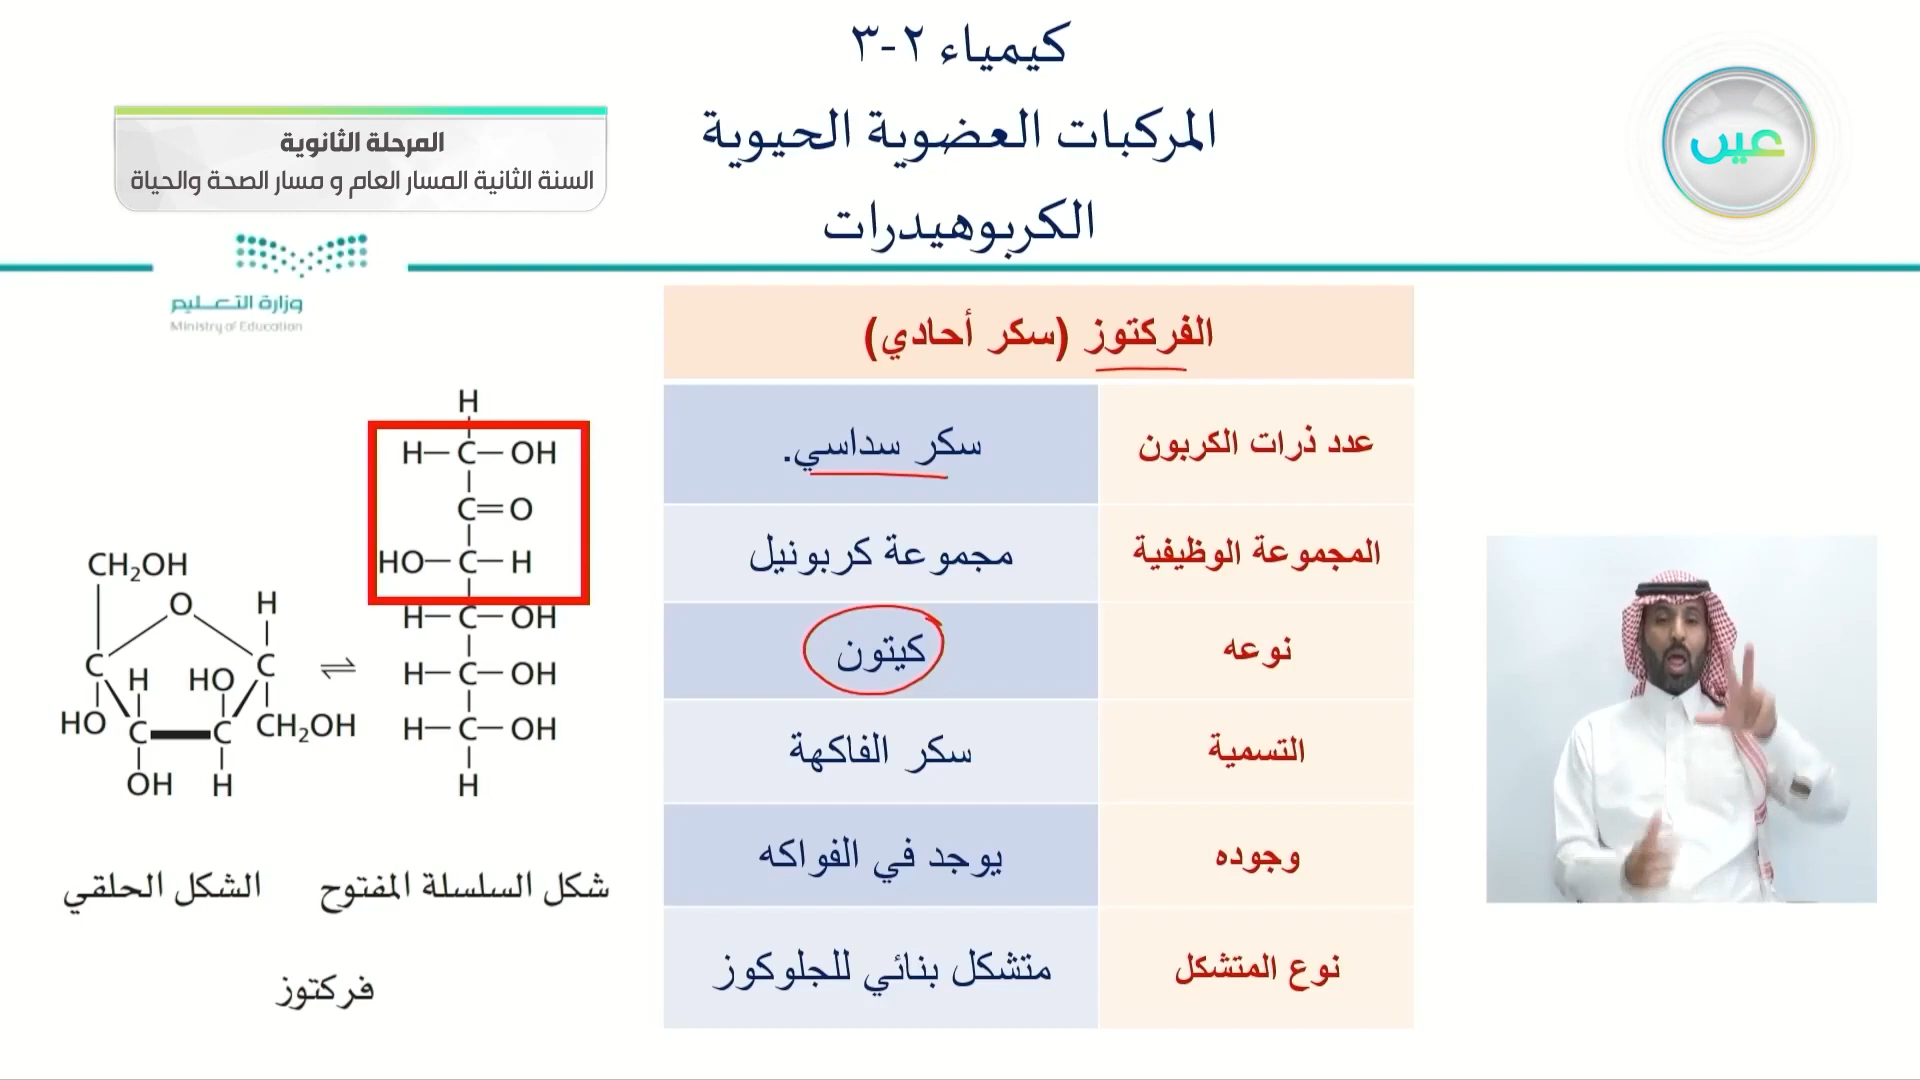 كيمياء ٢-٣
المركبات العضوية الحيوية
الكربوهيدرات
عين
المرحلة الثانوية
السنة الثانية المسار العام و مسار الصحة والحياة
وزارة التعليم
Ministry of Education
الفركتوز (سكر أحادي)
عدد ذرات الكربون سكر سداسي.
المجموعة الوظيفية مجموعة كربونيل
نوعه كيتون
التسمية سكر الفاكهة
وجوده يوجد في الفواكه
نوع المتشكل متشكل بنائي للجلوكوز
H
H—C—OH
C=O
HO—C—H
H—C—OH
H—C—OH
H—C—OH
H
CH₂OH
O H
C H HO C
⇌
HO C C CH₂OH
OH H
شكل السلسلة المفتوح
الشكل الحلقي
فركتوز